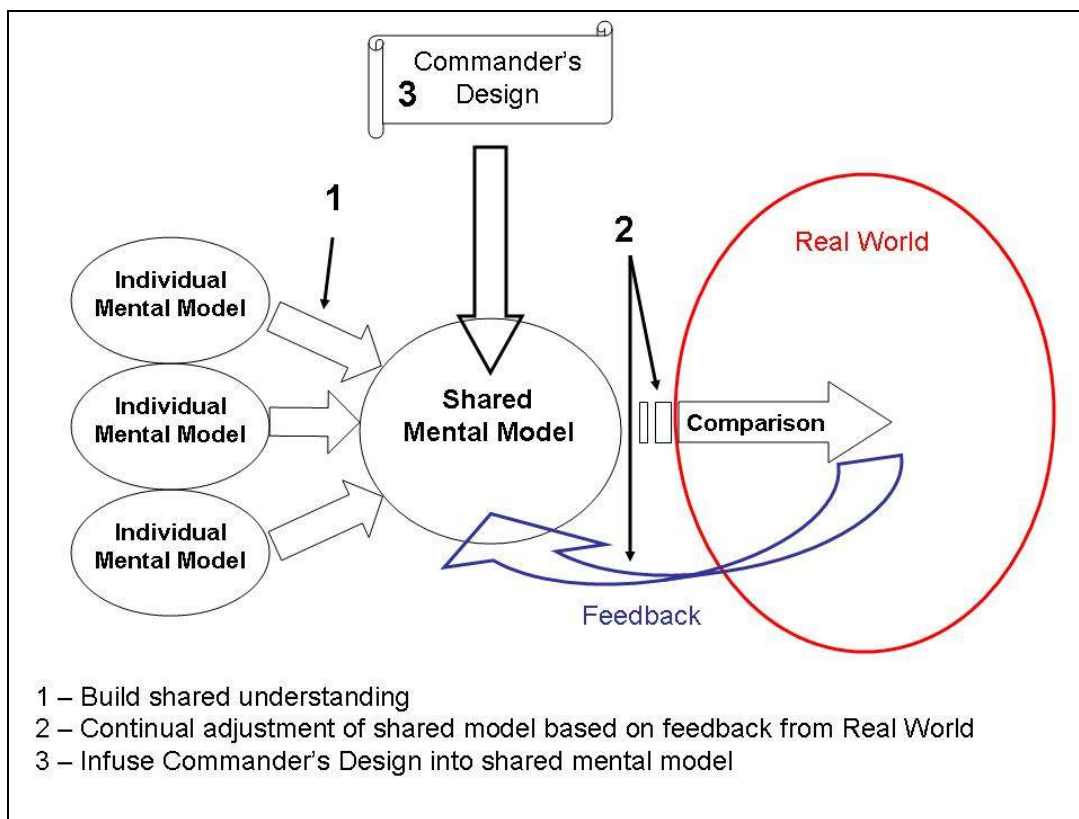 Commander's
3 Design
1
2
Real World
Individual
Mental Model
Individual
Mental Model
Individual
Mental Model
Shared
Mental Model
Comparison
Feedback
1 – Build shared understanding
2 – Continual adjustment of shared model based on feedback from Real World
3 – Infuse Commander's Design into shared mental model